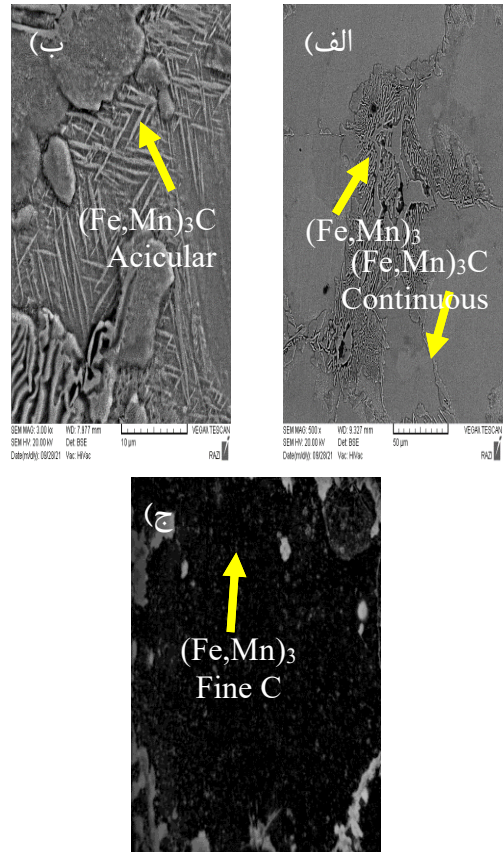 الف)
(Fe,Mn)₃
(Fe,Mn)₃C
Continuous
SEM MAG: 500 x WD: 9.327 mm VEGA\\ TESCAN
SEM HV: 20.00 kV Det: BSE 50 µm
Date(m/d/y): 08/28/21 Vac: HiVac RAZI
ب)
(Fe,Mn)₃C
Acicular
SEM MAG: 3.00 kx WD: 7.977 mm VEGA\\ TESCAN
SEM HV: 20.00 kV Det: BSE 10 µm
Date(m/d/y): 08/28/21 Vac: HiVac RAZI
ج)
(Fe,Mn)₃
Fine C